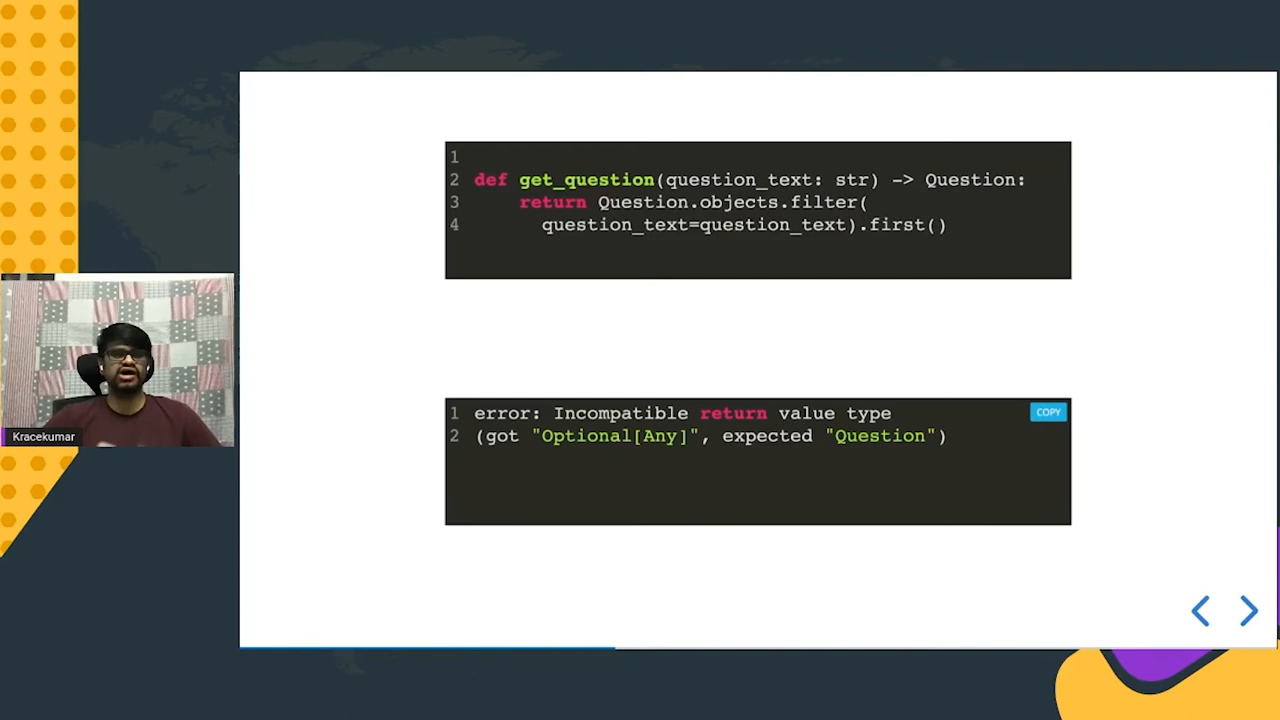 1
2 def get_question(question_text: str) -> Question:
3 return Question.objects.filter(
4 question_text=question_text).first()
1 error: Incompatible return value type
COPY
2 (got "Optional[Any]", expected "Question")
Kracekumar